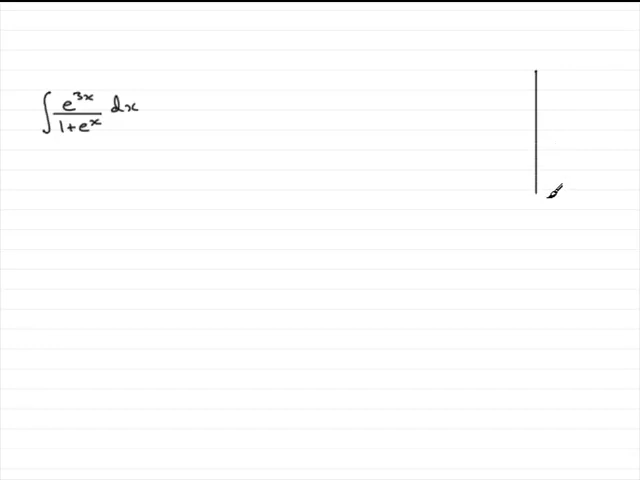 ∫ e^{3x} / (1+e^x) dx